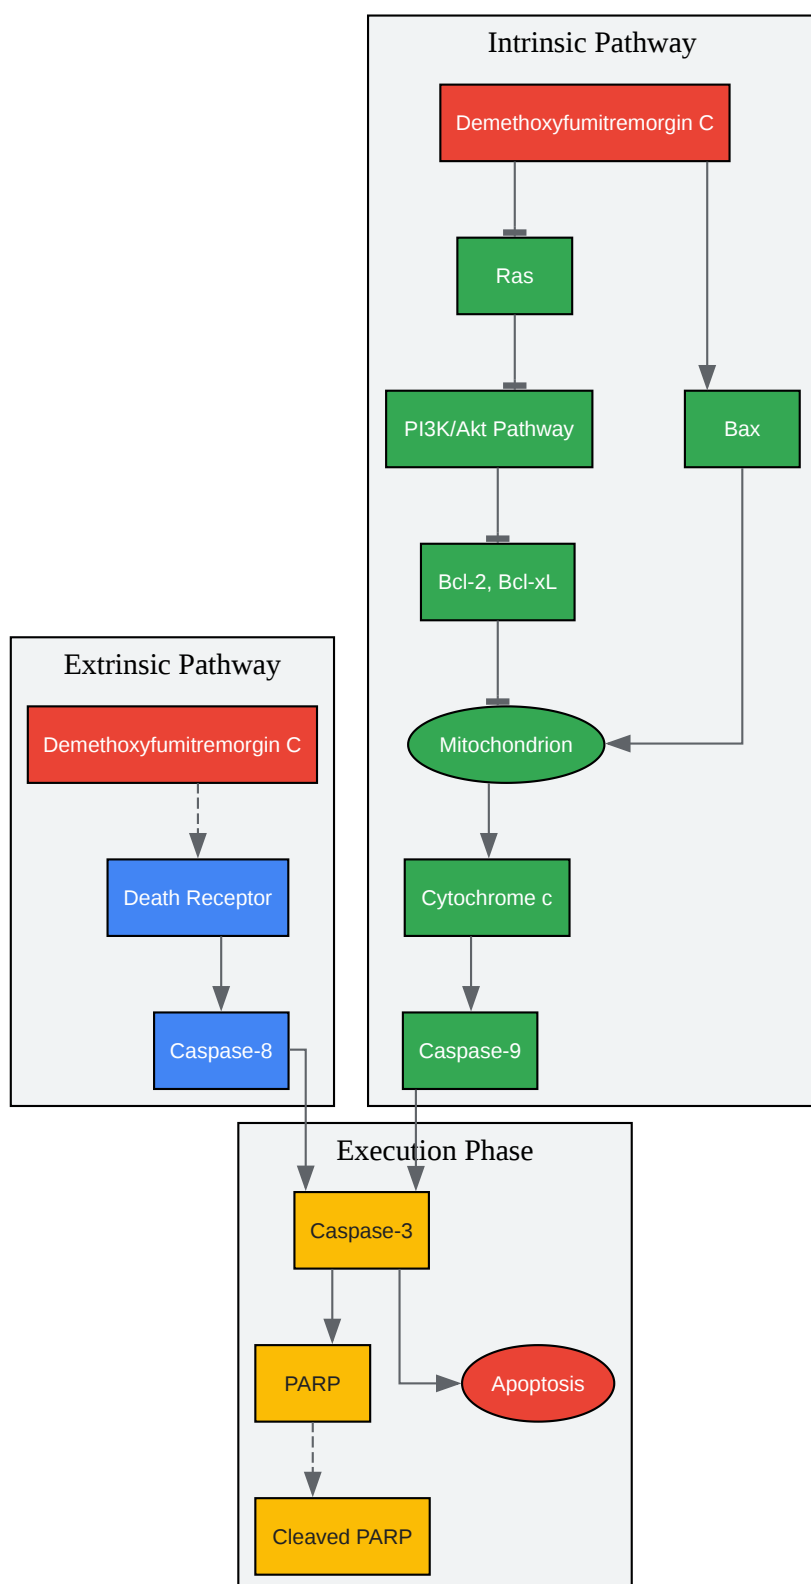 Intrinsic Pathway
Demethoxyfumitremorgin C
Ras
PI3K/Akt Pathway
Bax
Bcl-2, Bcl-xL
Mitochondrion
Cytochrome c
Caspase-9
Extrinsic Pathway
Demethoxyfumitremorgin C
Death Receptor
Caspase-8
Execution Phase
Caspase-3
PARP
Apoptosis
Cleaved PARP